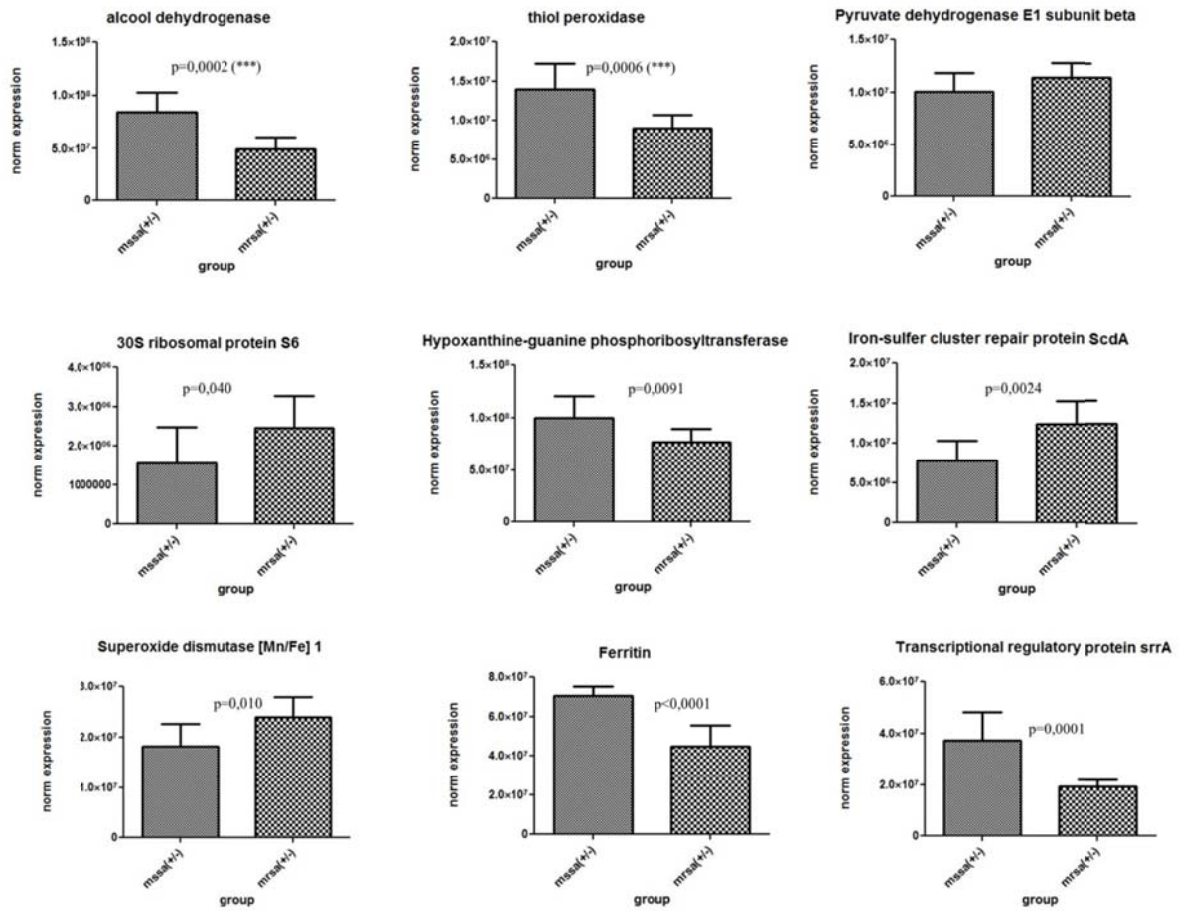 alcool dehydrogenase
norm expression
1.5×10⁸
1.0×10⁸
5.0×10⁷
0
p=0,0002 (***)
mssa(+/-)
mrsa(+/-)
group
thiol peroxidase
norm expression
2.0×10⁷
1.5×10⁷
1.0×10⁷
5.0×10⁶
0
p=0,0006 (***)
mssa(+/-)
mrsa(+/-)
group
Pyruvate dehydrogenase E1 subunit beta
norm expression
1.5×10⁷
1.0×10⁷
5.0×10⁶
0
mssa(+/-)
mrsa(+/-)
group
30S ribosomal protein S6
norm expression
4.0×10⁰⁶
3.0×10⁰⁶
2.0×10⁰⁶
1000000
0
p=0,040
mssa(+/-)
mrsa(+/-)
group
Hypoxanthine-guanine phosphoribosyltransferase
norm expression
1.5×10⁸
1.0×10⁸
5.0×10⁷
0
p=0,0091
mssa(+/-)
mrsa(+/-)
group
Iron-sulfer cluster repair protein ScdA
norm expression
2.0×10⁷
1.5×10⁷
1.0×10⁷
5.0×10⁶
0
p=0,0024
mssa(+/-)
mrsa(+/-)
group
Superoxide dismutase [Mn/Fe] 1
norm expression
3.0×10⁷
2.0×10⁷
1.0×10⁷
0
p=0,010
mssa(+/-)
mrsa(+/-)
group
Ferritin
norm expression
8.0×10⁷
6.0×10⁷
4.0×10⁷
2.0×10⁷
0
p<0,0001
mssa(+/-)
mrsa(+/-)
group
Transcriptional regulatory protein srrA
norm expression
6.0×10⁷
4.0×10⁷
2.0×10⁷
0
p=0,0001
mssa(+/-)
mrsa(+/-)
group